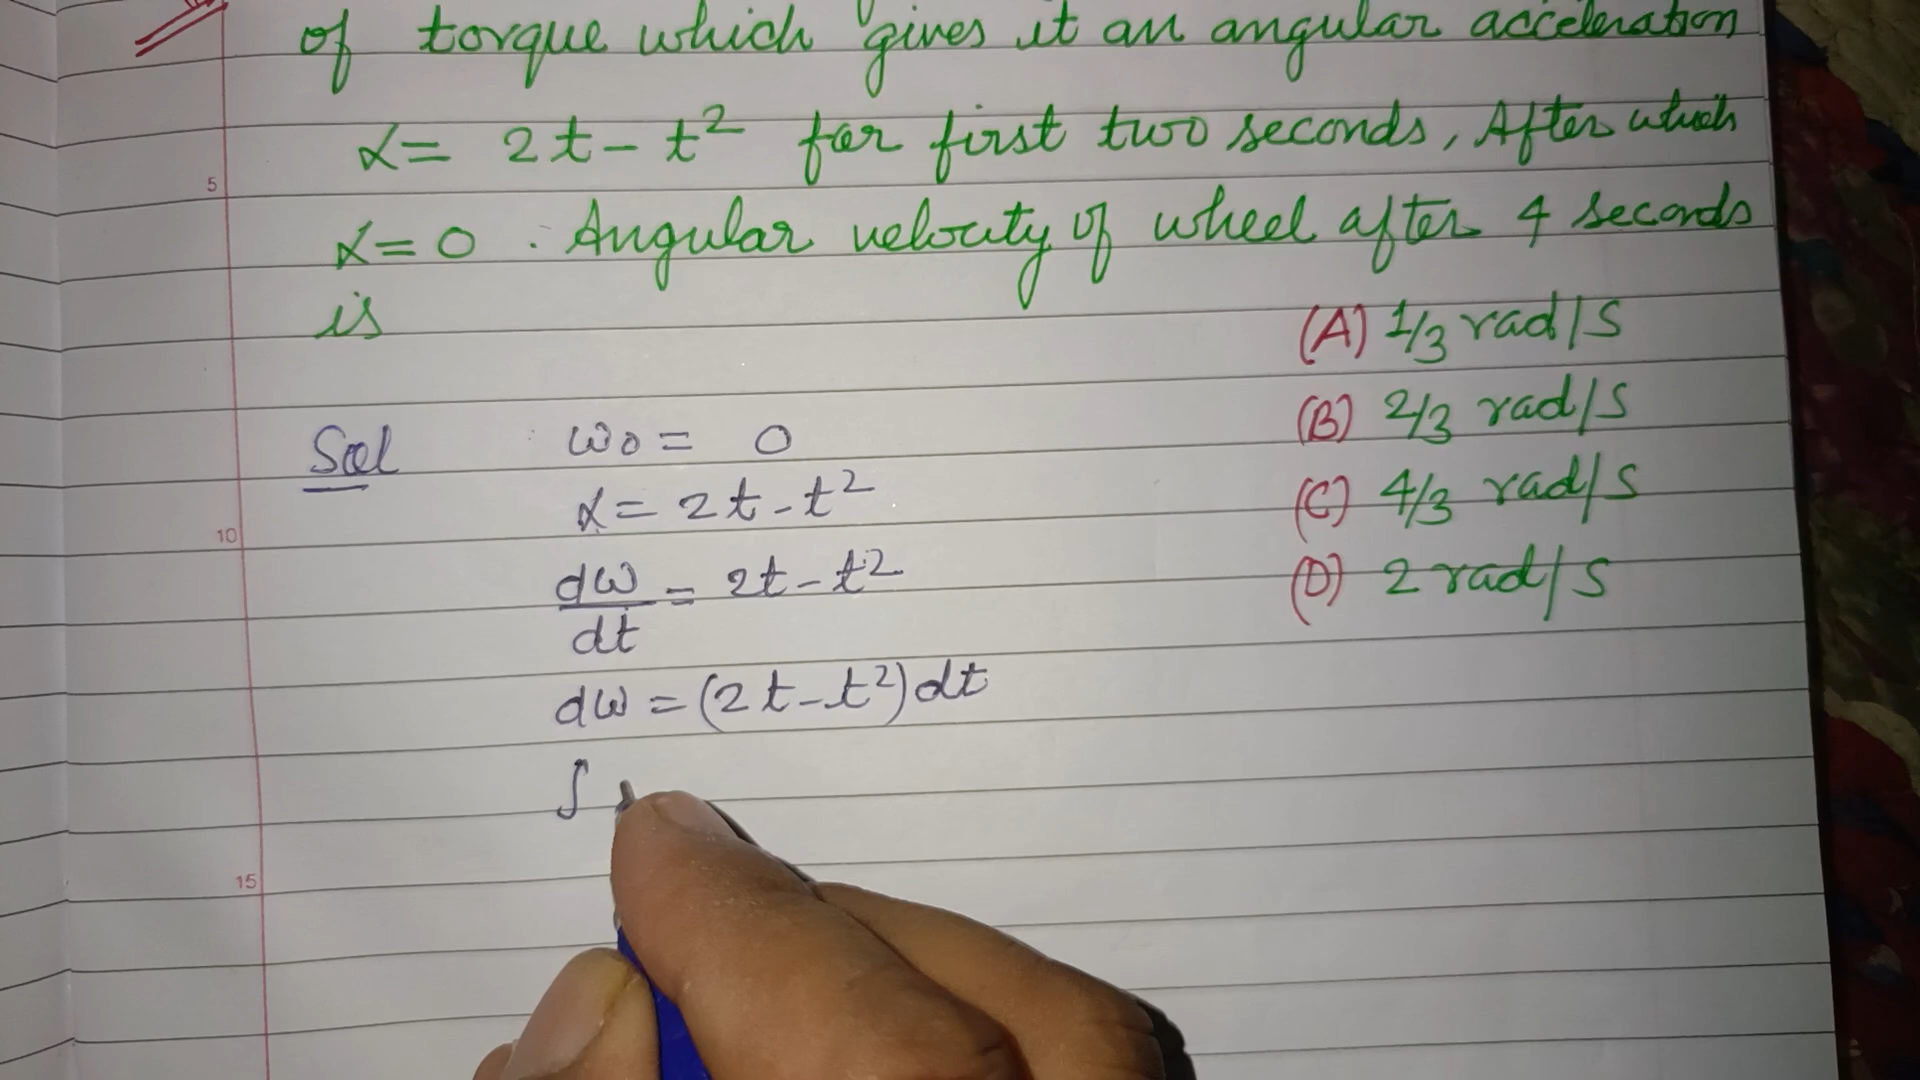 of torque which gives it an angular acceleration
α = 2t - t² for first two seconds, After which
5
α = 0 . Angular velocity of wheel after 4 seconds
is
(A) 1/3 rad/s
(B) 2/3 rad/s
(C) 4/3 rad/s
(D) 2 rad/s
Sol ω0 = 0
α = 2t - t²
10
dω/dt = 2t - t²
dω = (2t - t²) dt
∫
15